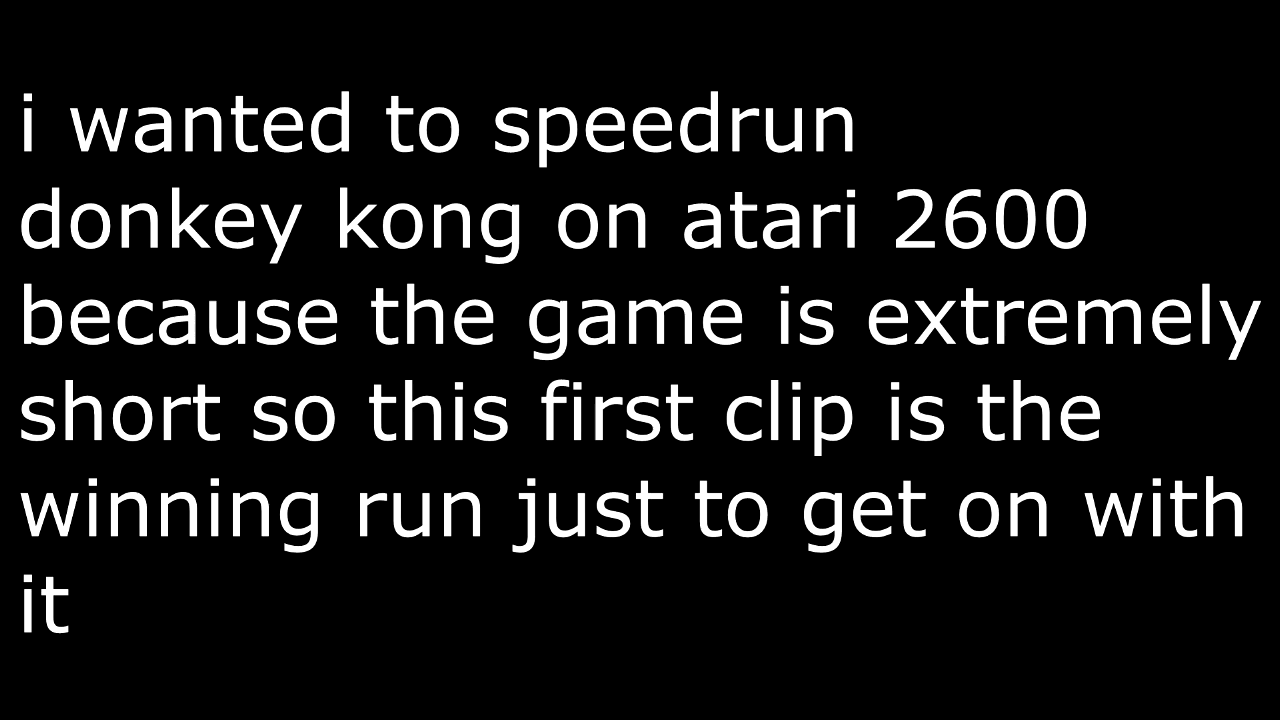 i wanted to speedrun
donkey kong on atari 2600
because the game is extremely
short so this first clip is the
winning run just to get on with
it